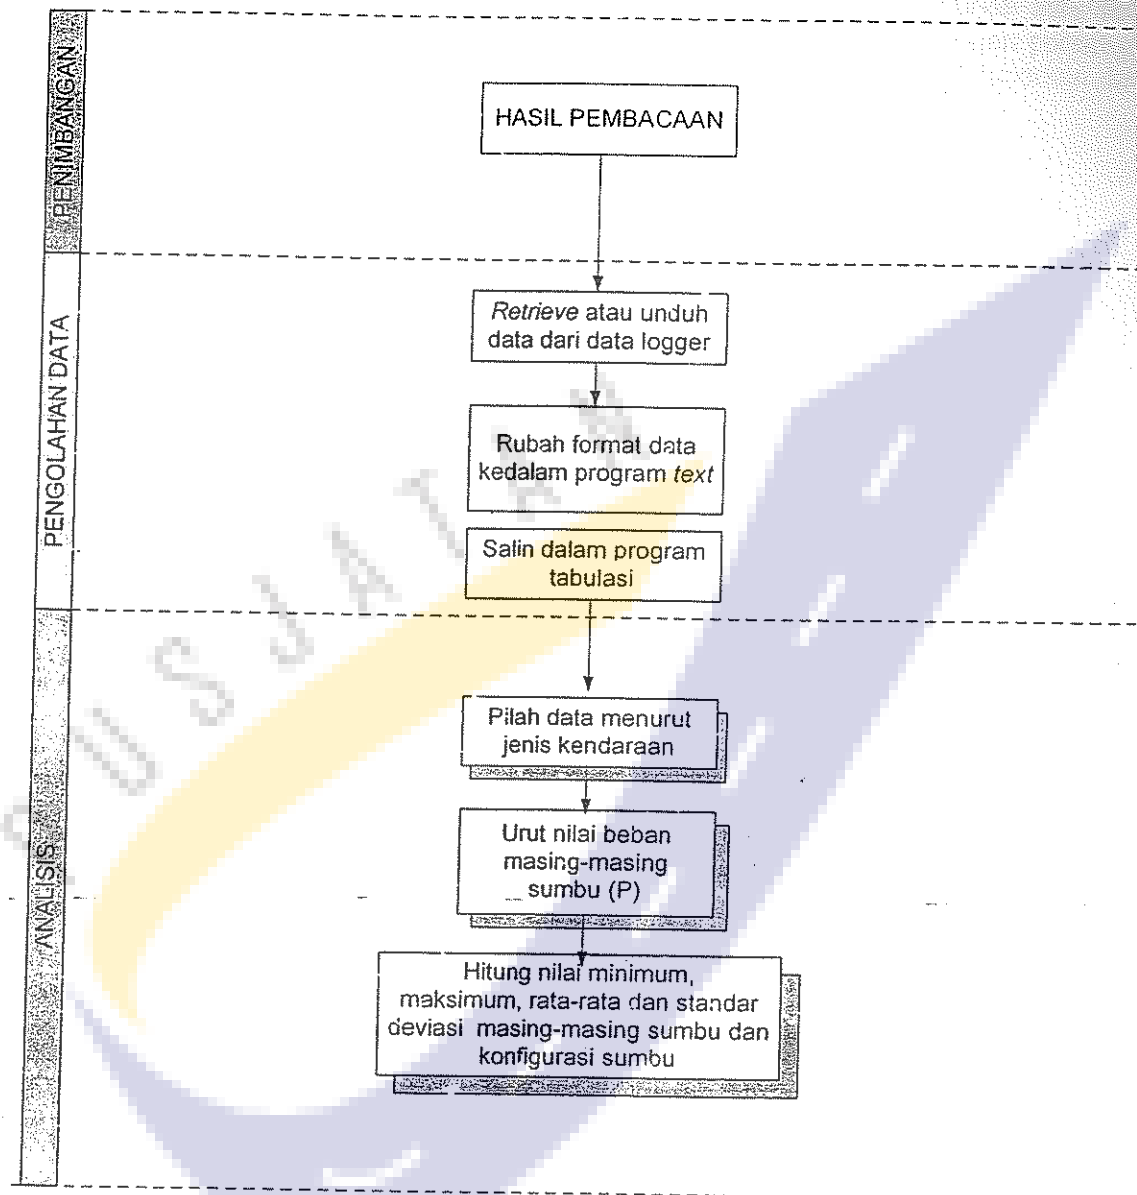 PENIMBANGAN
HASIL PEMBACAAN
PENGOLAHAN DATA
Retrieve atau unduh
data dari data logger
Rubah format data
kedalam program text
Salin dalam program
tabulasi
ANALISIS
Pilah data menurut
jenis kendaraan
Urut nilai beban
masing-masing
sumbu (P)
Hitung nilai minimum,
maksimum, rata-rata dan standar
deviasi masing-masing sumbu dan
konfigurasi sumbu
PUSJATAN